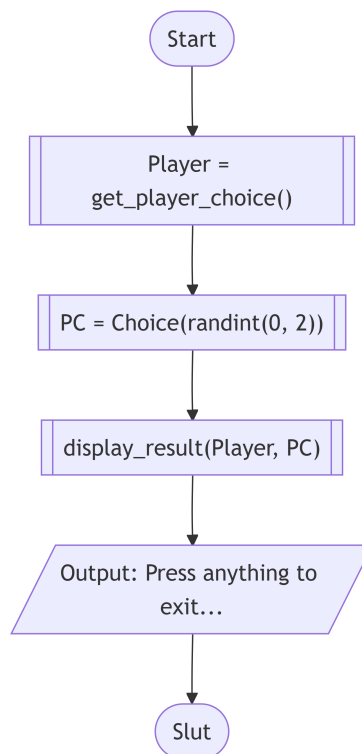 Start
Player =
get_player_choice()
PC = Choice(randint(0, 2))
display_result(Player, PC)
Output: Press anything to
exit...
Slut